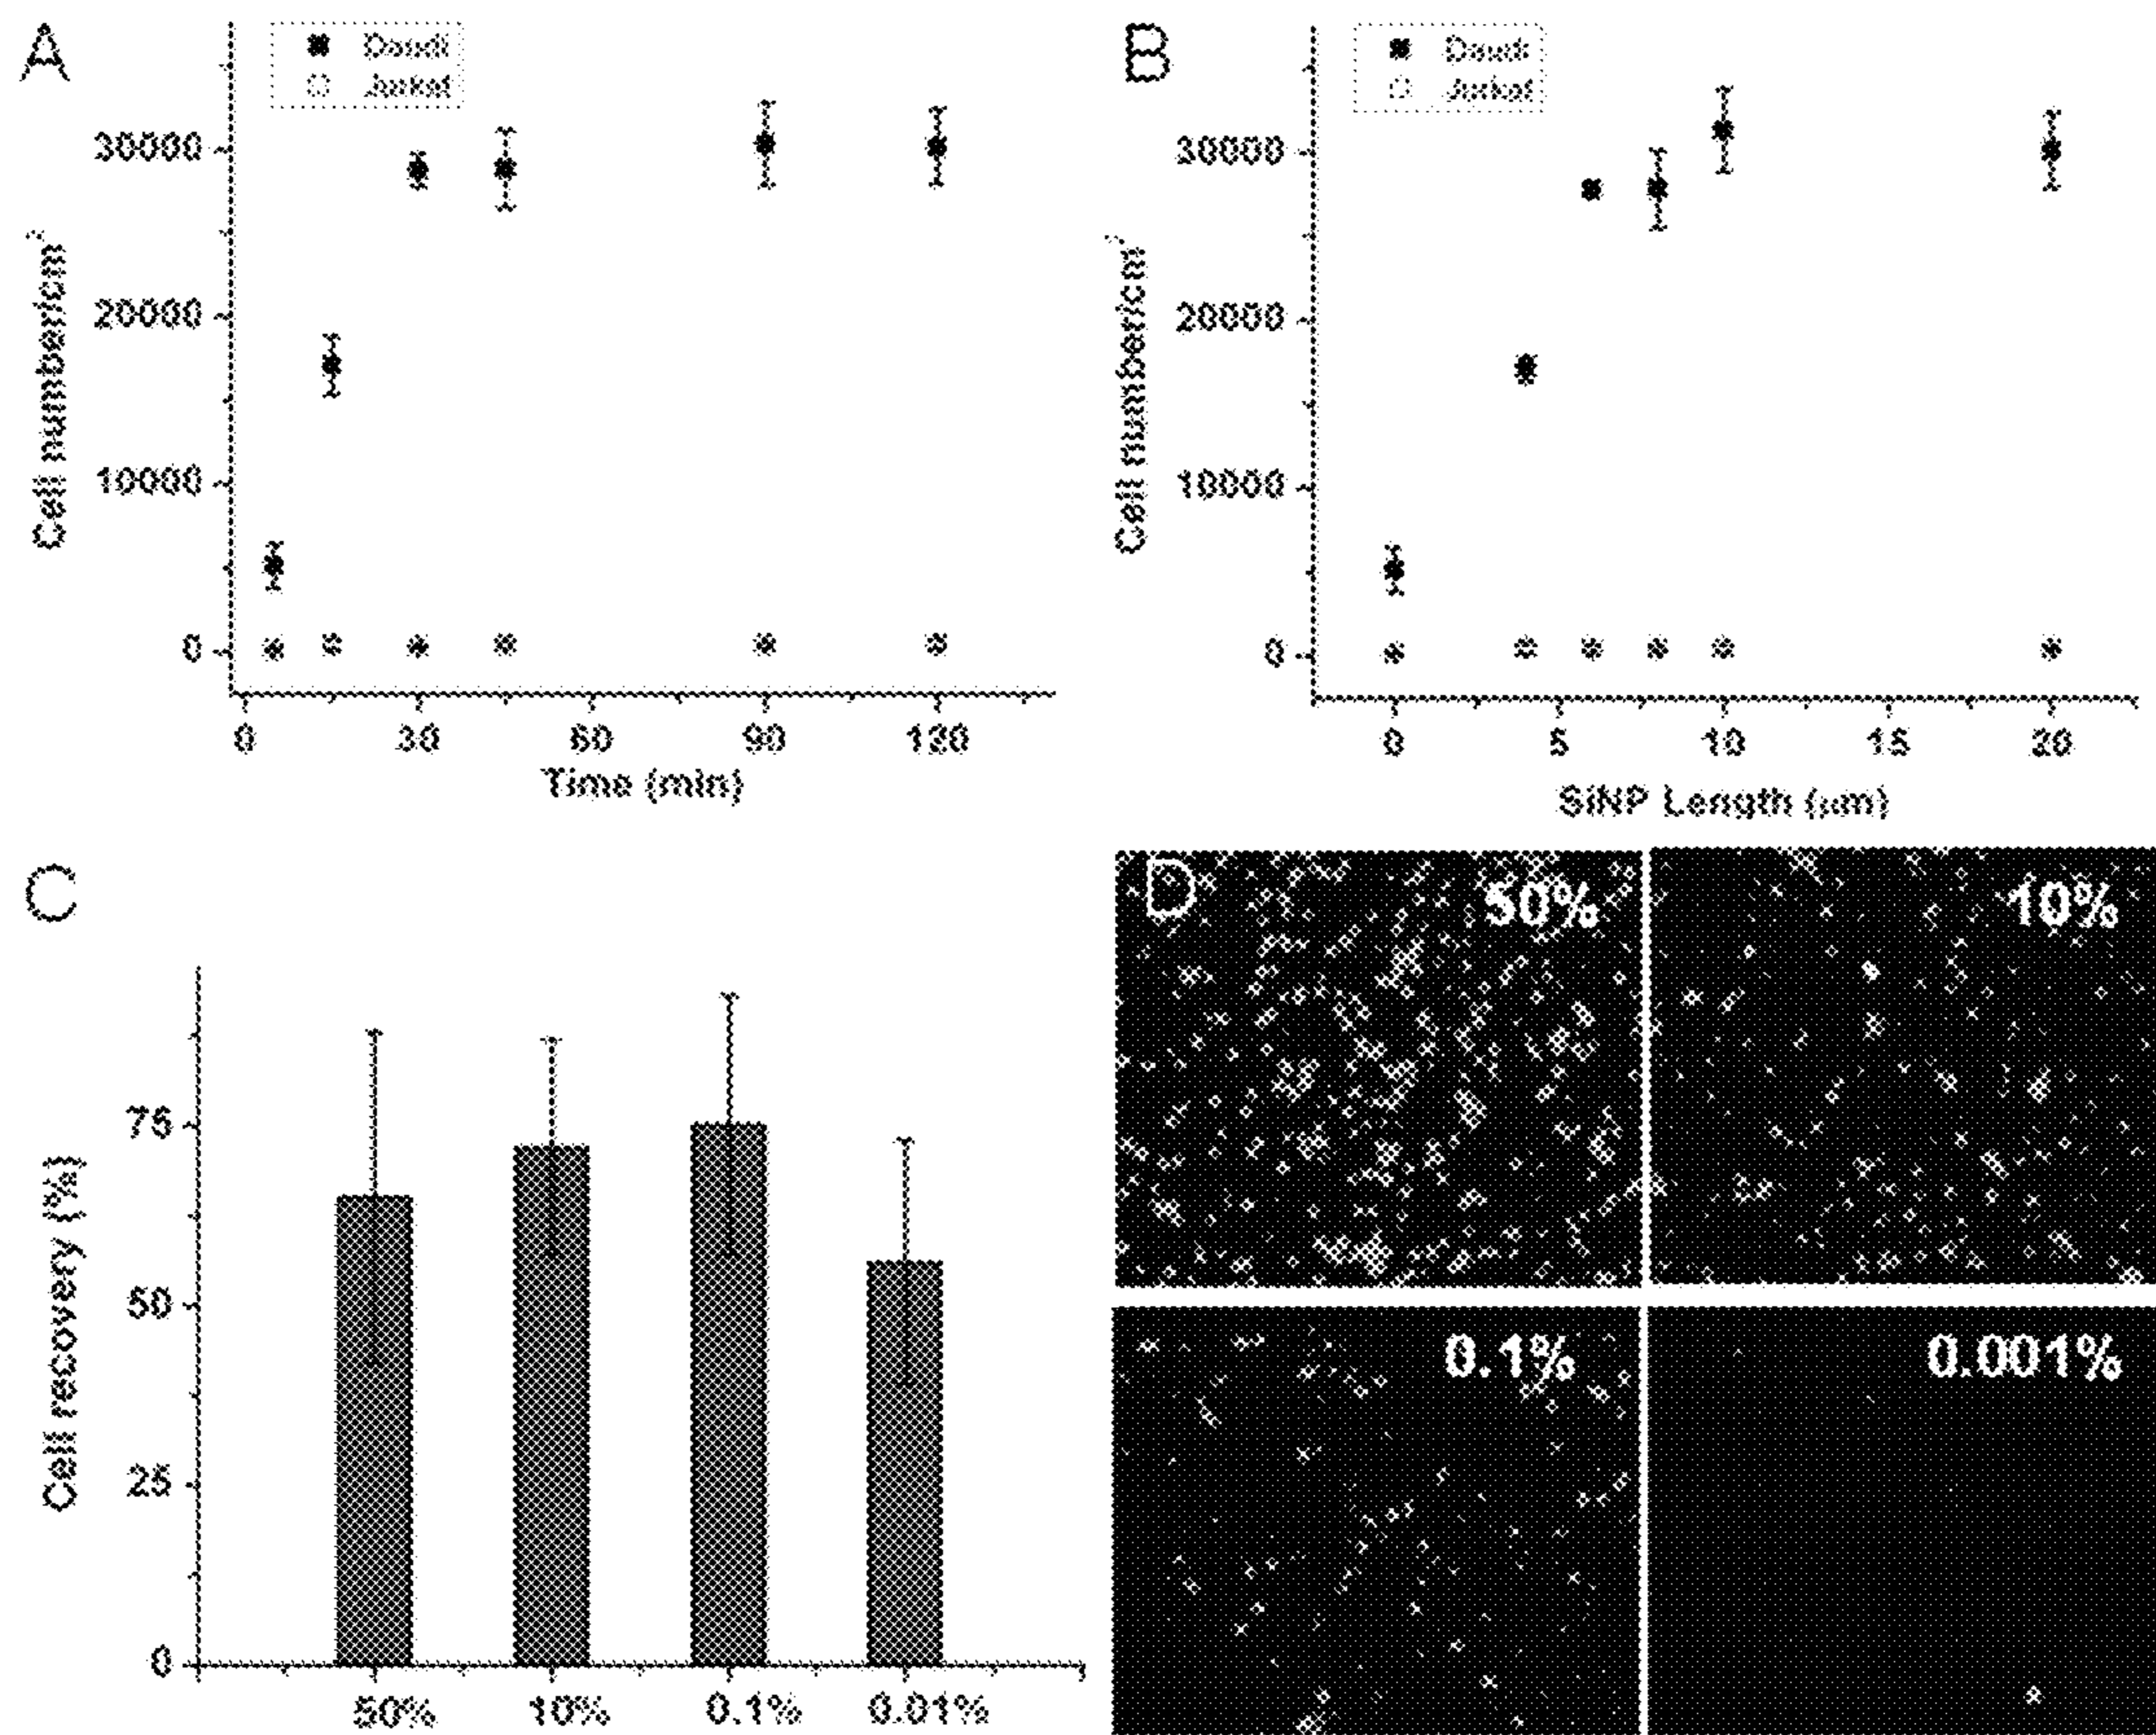 A
Daudi
Jurkat
30000
20000
10000
0
Cell number/cm²
0 30 60 90 120
Time (min)
B
Daudi
Jurkat
30000
20000
10000
0
Cell number/cm²
0 5 10 15 20
SiNP Length (µm)
C
75
50
25
0
Cell recovery (%)
50% 10% 0.1% 0.01%
D
50%
10%
0.1%
0.001%